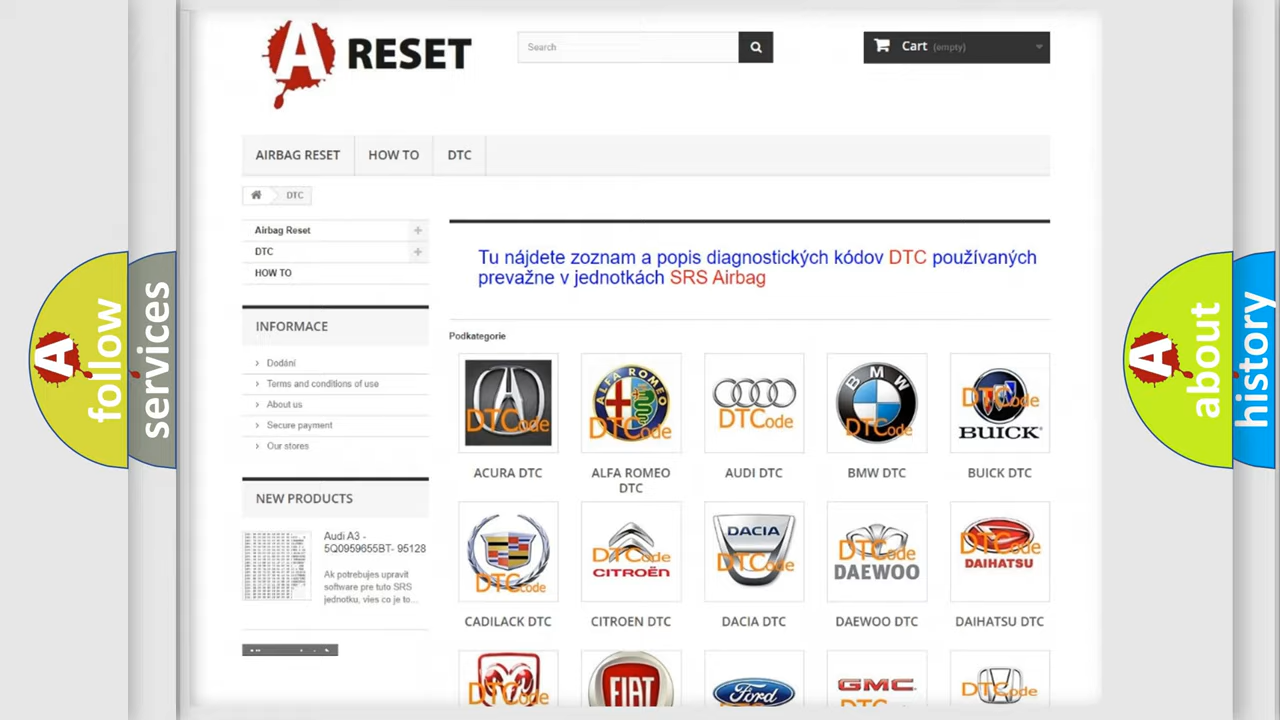 A RESET
Search
Cart (empty)
AIRBAG RESET
HOW TO
DTC
DTC
Airbag Reset
DTC
HOW TO
INFORMACE
Dodání
Terms and conditions of use
About us
Secure payment
Our stores
NEW PRODUCTS
Audi A3 -
5Q0959655BT- 95128
Ak potrebujes upravit
software pre tuto SRS
jednotku, vies co je to...
Tu nájdete zoznam a popis diagnostických kódov DTC používaných
prevažne v jednotkách SRS Airbag
Podkategorie
DTCode
ALFA ROMEO
DTCode
DTCode
BMW
DTCode
DTCode
BUICK
ACURA DTC
ALFA ROMEO
DTC
AUDI DTC
BMW DTC
BUICK DTC
DTCode
DTCode
CITROËN
DACIA
DTCode
DTCode
DAEWOO
DTCode
DAIHATSU
CADILACK DTC
CITROEN DTC
DACIA DTC
DAEWOO DTC
DAIHATSU DTC
DTCode
FIAT
Ford
GMC
DTCode
A follow
services
A about
history